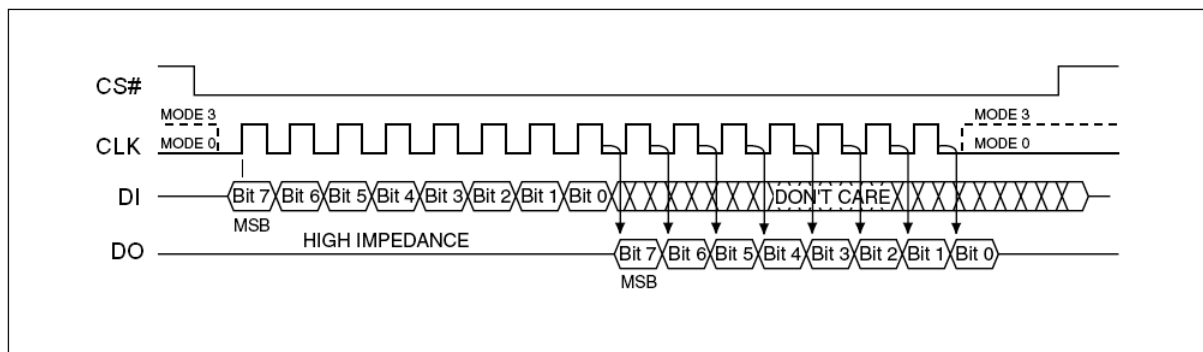 CS#
MODE 3 MODE 3
CLK MODE 0 MODE 0
DI Bit 7 Bit 6 Bit 5 Bit 4 Bit 3 Bit 2 Bit 1 Bit 0 DON'T CARE
MSB
DO HIGH IMPEDANCE Bit 7 Bit 6 Bit 5 Bit 4 Bit 3 Bit 2 Bit 1 Bit 0
MSB